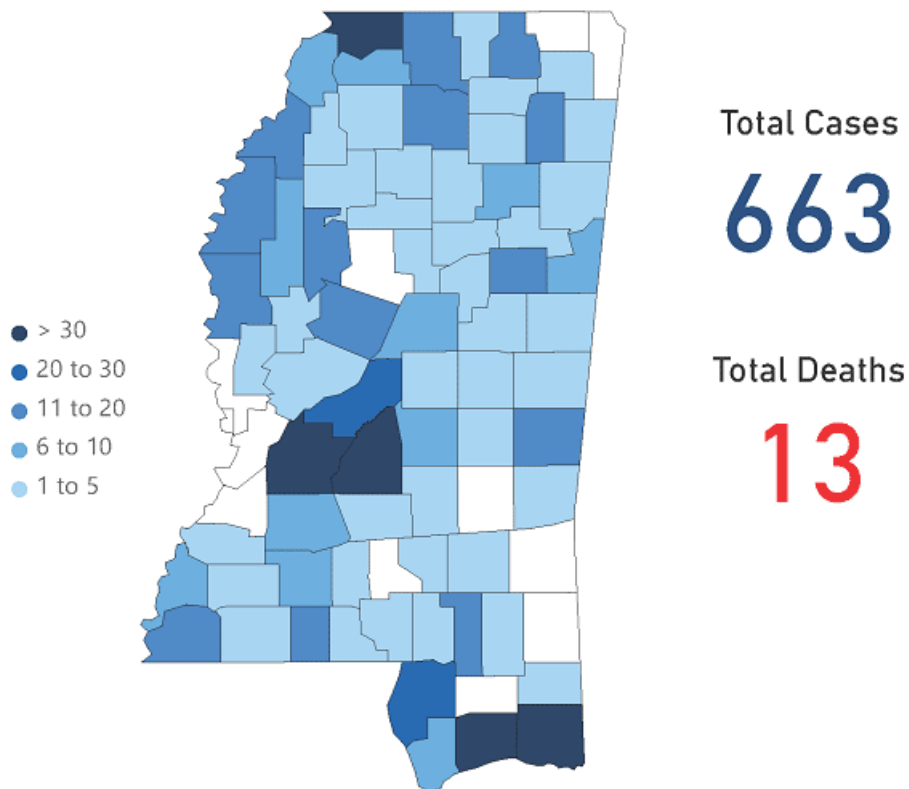 Total Cases
663
> 30
20 to 30
11 to 20
6 to 10
1 to 5
Total Deaths
13